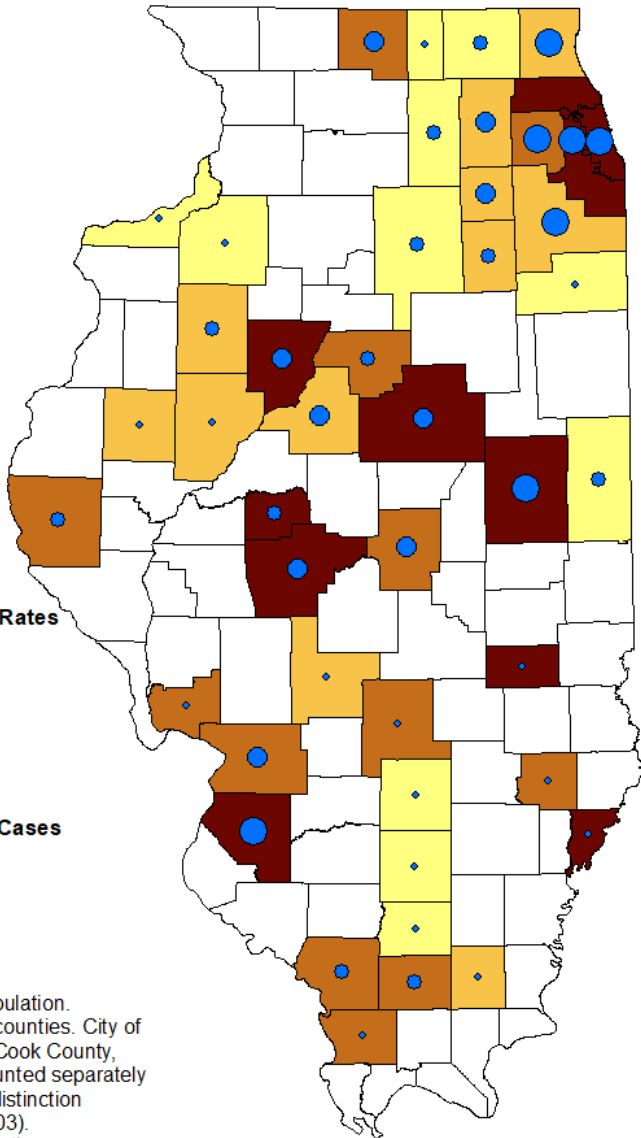 Rates
Cases
pulation.
counties. City of
Cook County,
unted separately
distinction
03).